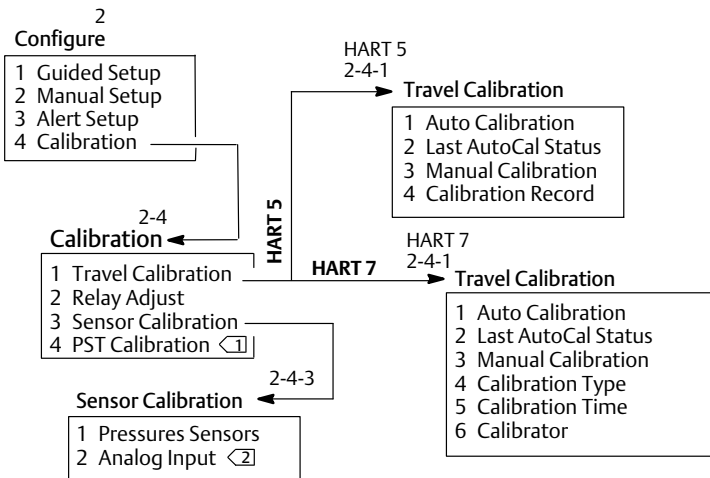 2
Configure
1 Guided Setup
2 Manual Setup
3 Alert Setup
4 Calibration
HART 5
2-4-1
Travel Calibration
1 Auto Calibration
2 Last AutoCal Status
3 Manual Calibration
4 Calibration Record
HART 5
2-4
Calibration
1 Travel Calibration
2 Relay Adjust
3 Sensor Calibration
4 PST Calibration 1
HART 7
HART 7
2-4-1
Travel Calibration
1 Auto Calibration
2 Last AutoCal Status
3 Manual Calibration
4 Calibration Type
5 Calibration Time
6 Calibrator
2-4-3
Sensor Calibration
1 Pressures Sensors
2 Analog Input 2